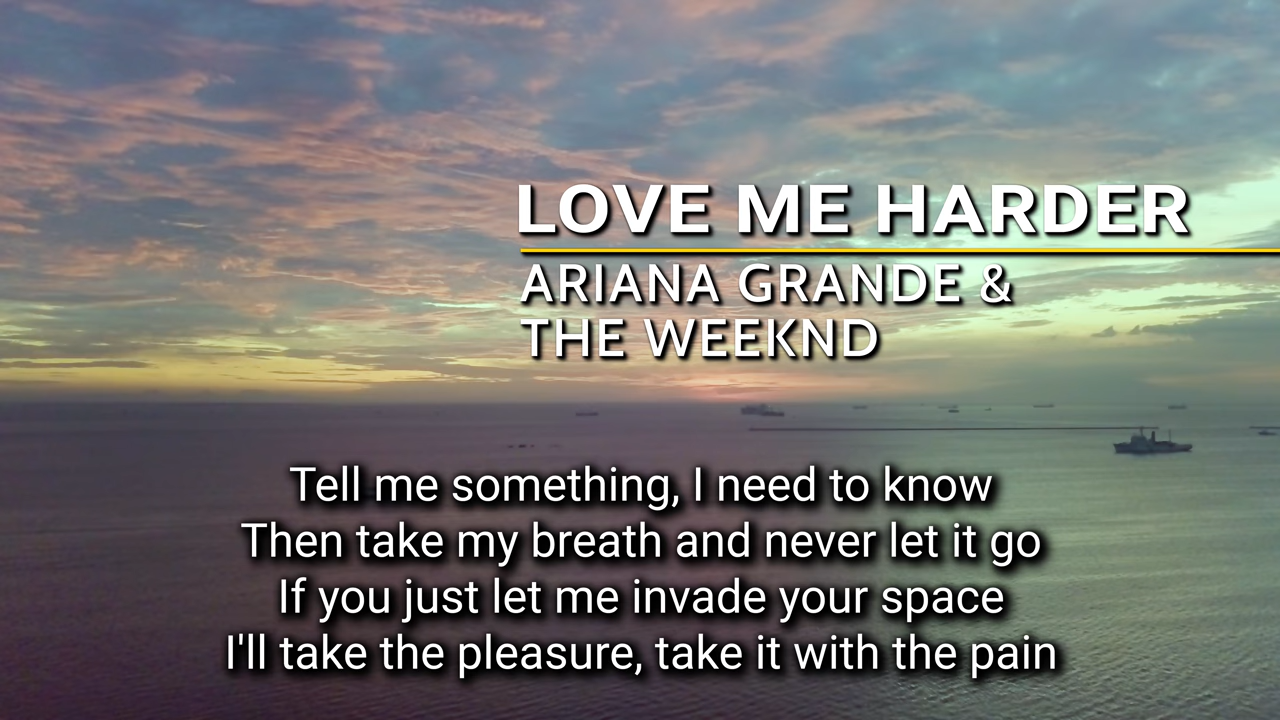 LOVE ME HARDER
ARIANA GRANDE &
THE WEEKND
Tell me something, I need to know
Then take my breath and never let it go
If you just let me invade your space
I'll take the pleasure, take it with the pain